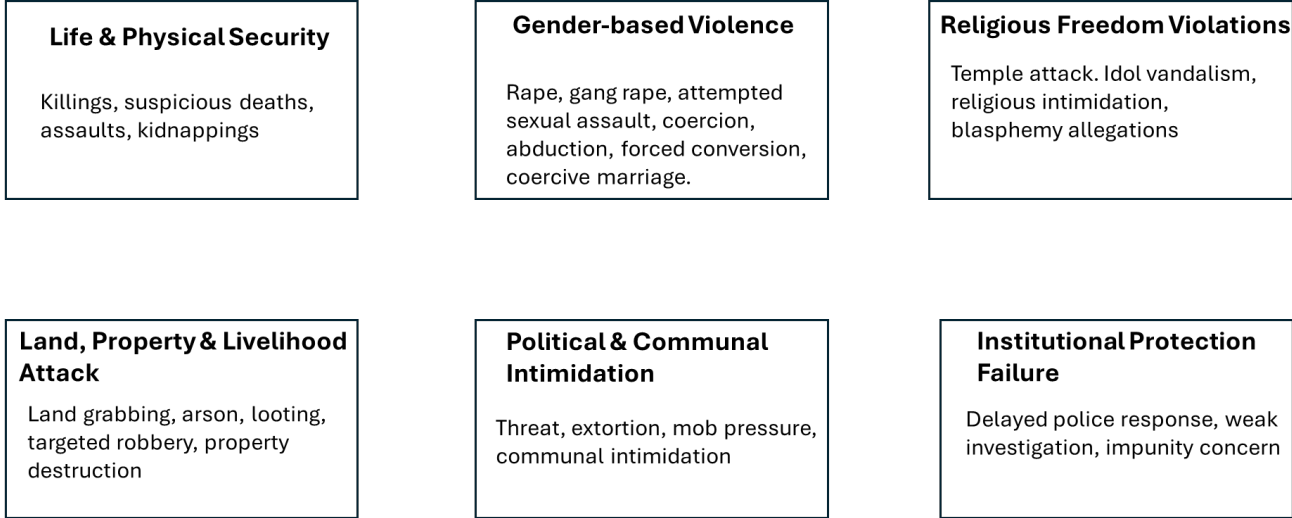 Life & Physical Security
Killings, suspicious deaths,
assaults, kidnappings
Gender-based Violence
Rape, gang rape, attempted
sexual assault, coercion,
abduction, forced conversion,
coercive marriage.
Religious Freedom Violations
Temple attack. Idol vandalism,
religious intimidation,
blasphemy allegations
Land, Property & Livelihood
Attack
Land grabbing, arson, looting,
targeted robbery, property
destruction
Political & Communal
Intimidation
Threat, extortion, mob pressure,
communal intimidation
Institutional Protection
Failure
Delayed police response, weak
investigation, impunity concern